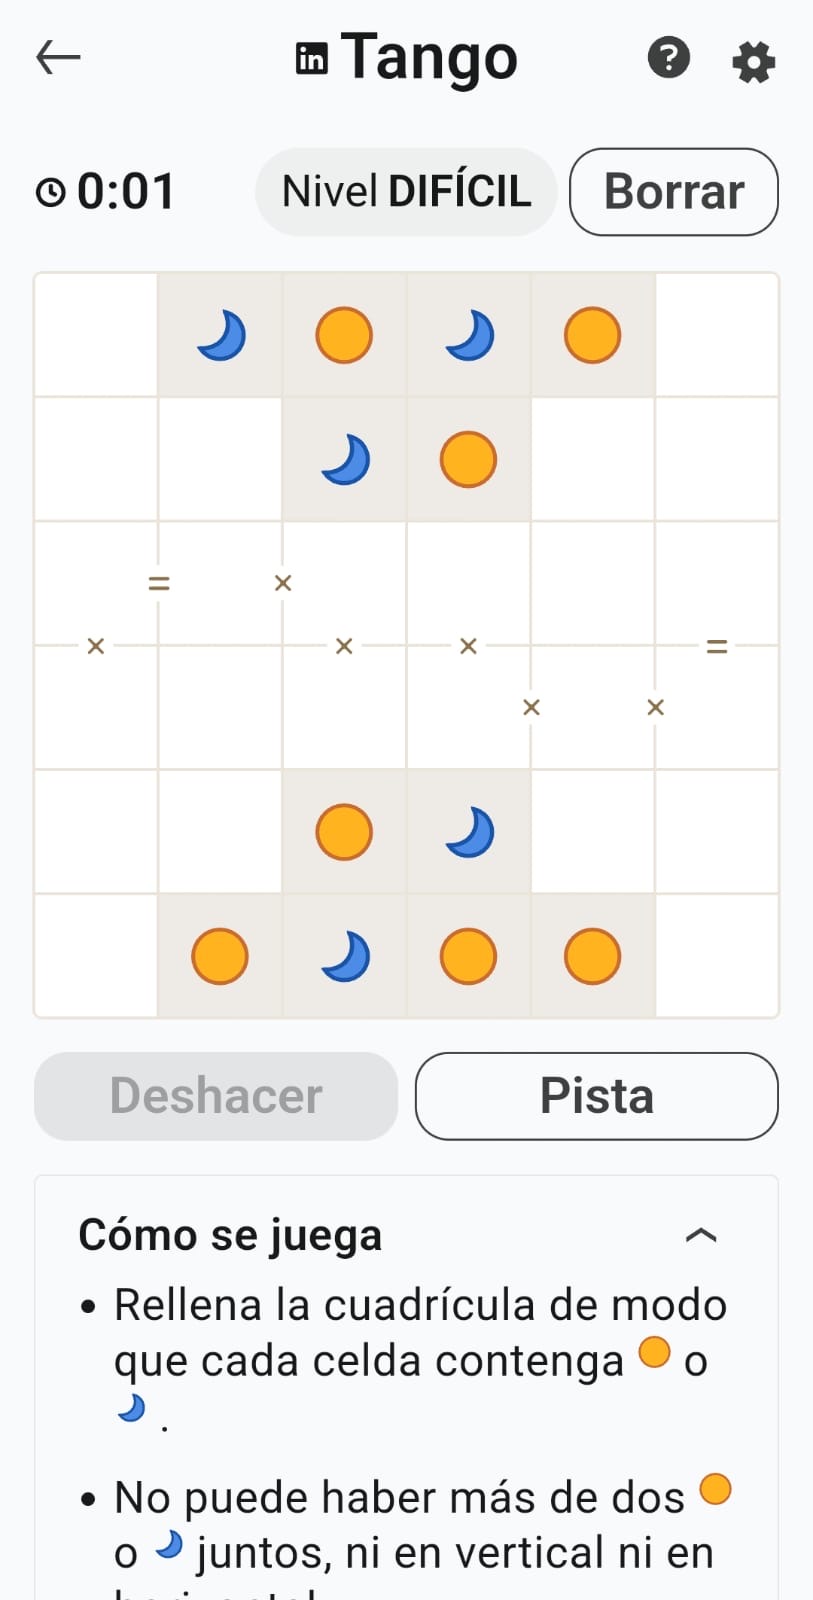 in Tango ?
0:01 Nivel DIFÍCIL Borrar
= ×
× × × =
× ×
Deshacer Pista
Cómo se juega
• Rellena la cuadrícula de modo
que cada celda contenga o
.
• No puede haber más de dos
o juntos, ni en vertical ni en